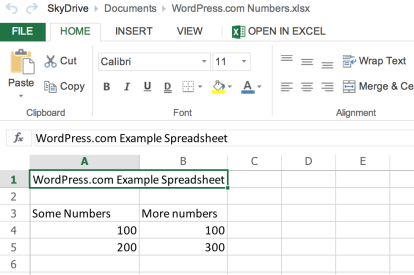 SkyDrive ▸ Documents ▸ WordPress.com Numbers.xlsx
FILE HOME INSERT VIEW OPEN IN EXCEL
Paste
Cut
Copy
Calibri 11
B I U D A
Wrap Text
Merge & Ce
Clipboard Font Alignment
fx WordPress.com Example Spreadsheet
A B C D E
1 WordPress.com Example Spreadsheet
2
3 Some Numbers More numbers
4 100 100
5 200 300
6